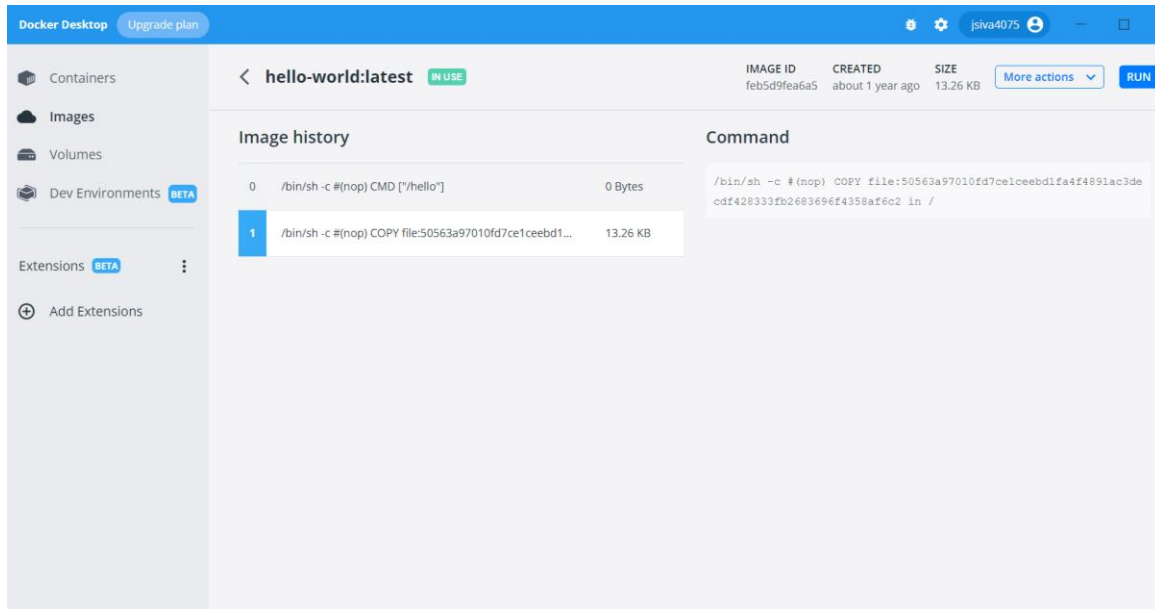 Docker Desktop Upgrade plan jsiva4075
Containers
Images
Volumes
Dev Environments BETA
Extensions BETA
Add Extensions
hello-world:latest IN USE
IMAGE ID CREATED SIZE
feb5d9fea6a5 about 1 year ago 13.26 KB
More actions RUN
Image history
0 /bin/sh -c #(nop) CMD ["/hello"] 0 Bytes
1 /bin/sh -c #(nop) COPY file:50563a97010fd7ce1ceebd1... 13.26 KB
Command
/bin/sh -c #(nop) COPY file:50563a97010fd7ce1ceebd1fa4f4891ac3de
cdf428333fb2683696f4358af6c2 in /